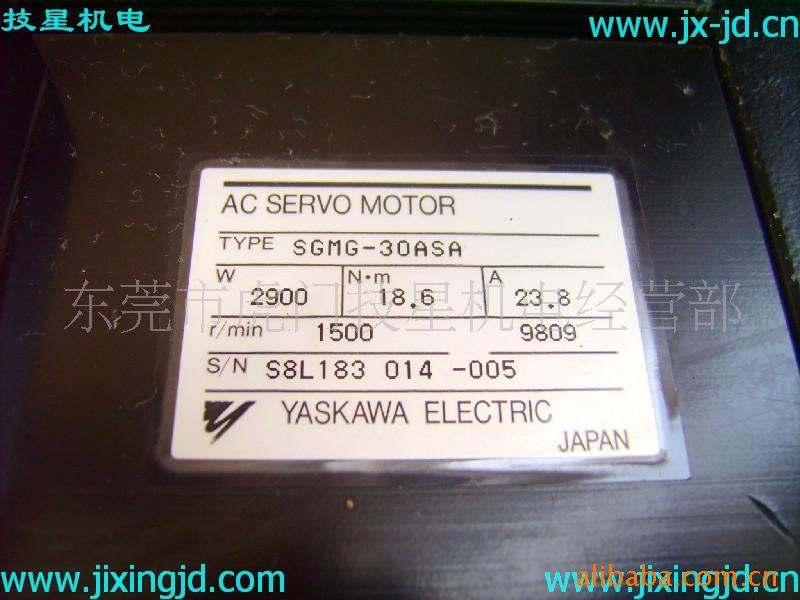 技星机电
www.jx-jd.cn
AC SERVO MOTOR
TYPE SGMG-30ASA
W 2900 N·m 18.6 A 23.8
东莞市虎门技星机电经营部
r/min 1500 9809
S/N S8L183 014 -005
YASKAWA ELECTRIC
JAPAN
www.jixingjd.com
www.jixingjd.cn
alibaba.com.cn